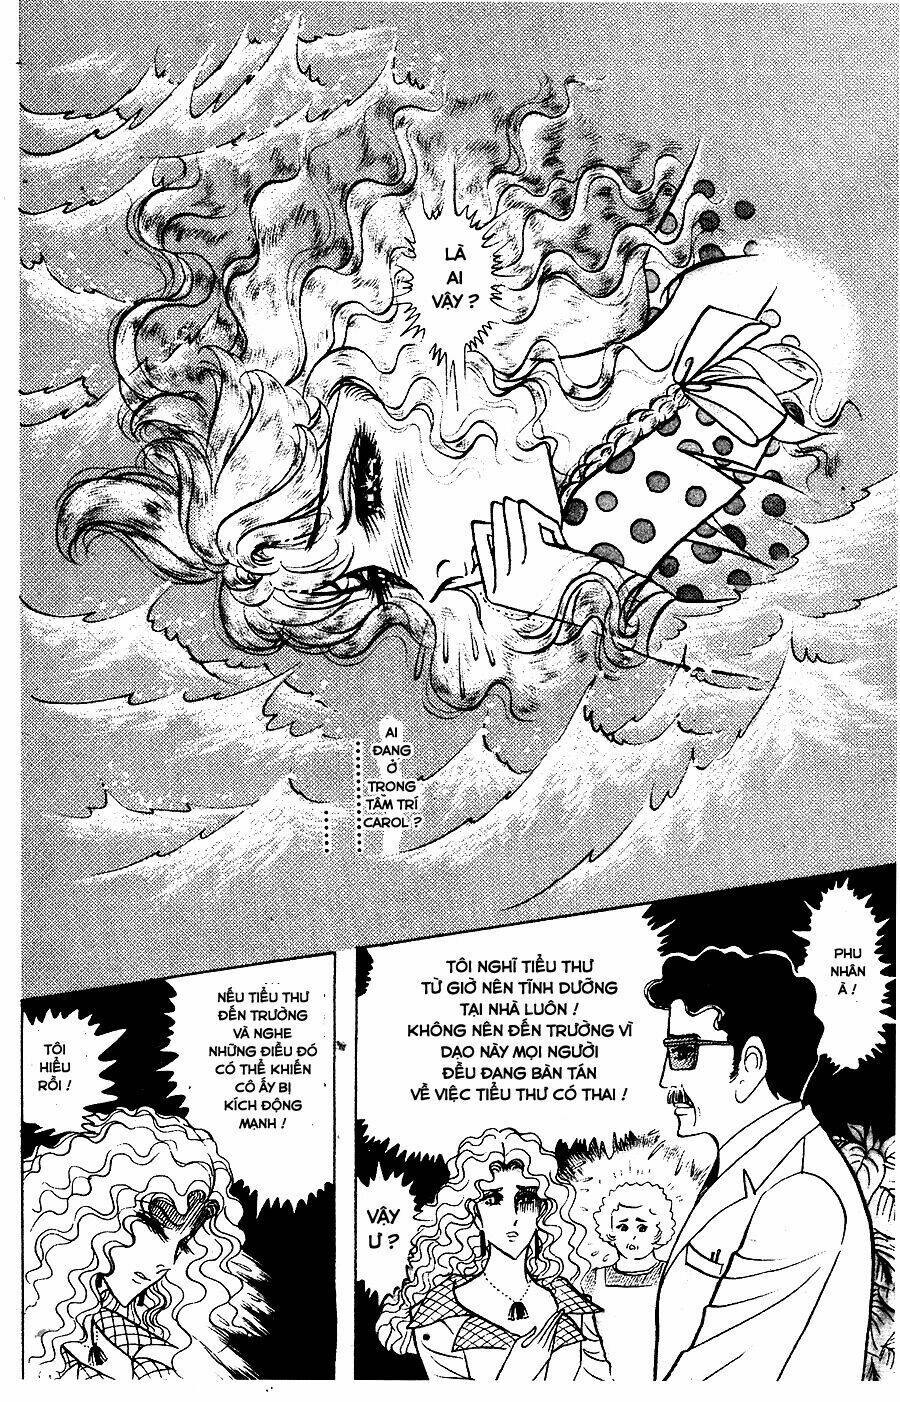 LÀ
AI
VẬY ?
AI
ĐANG
Ở
TRONG
TÂM TRÍ
CAROL ?
PHU
NHÂN
À !
TÔI NGHĨ TIỂU THƯ
TỪ GIỜ NÊN TĨNH DƯỠNG
TẠI NHÀ LUÔN !
KHÔNG NÊN ĐẾN TRƯỜNG VÌ
DẠO NÀY MỌI NGƯỜI
ĐỀU ĐANG BÀN TÁN
VỀ VIỆC TIỂU THƯ CÓ THAI !
VẬY
Ư ?
NẾU TIỂU THƯ
ĐẾN TRƯỜNG
VÀ NGHE
NHỮNG ĐIỀU ĐÓ
CÓ THỂ KHIẾN
CÔ ẤY BỊ
KÍCH ĐỘNG
MẠNH !
TÔI
HIỂU
RỒI !